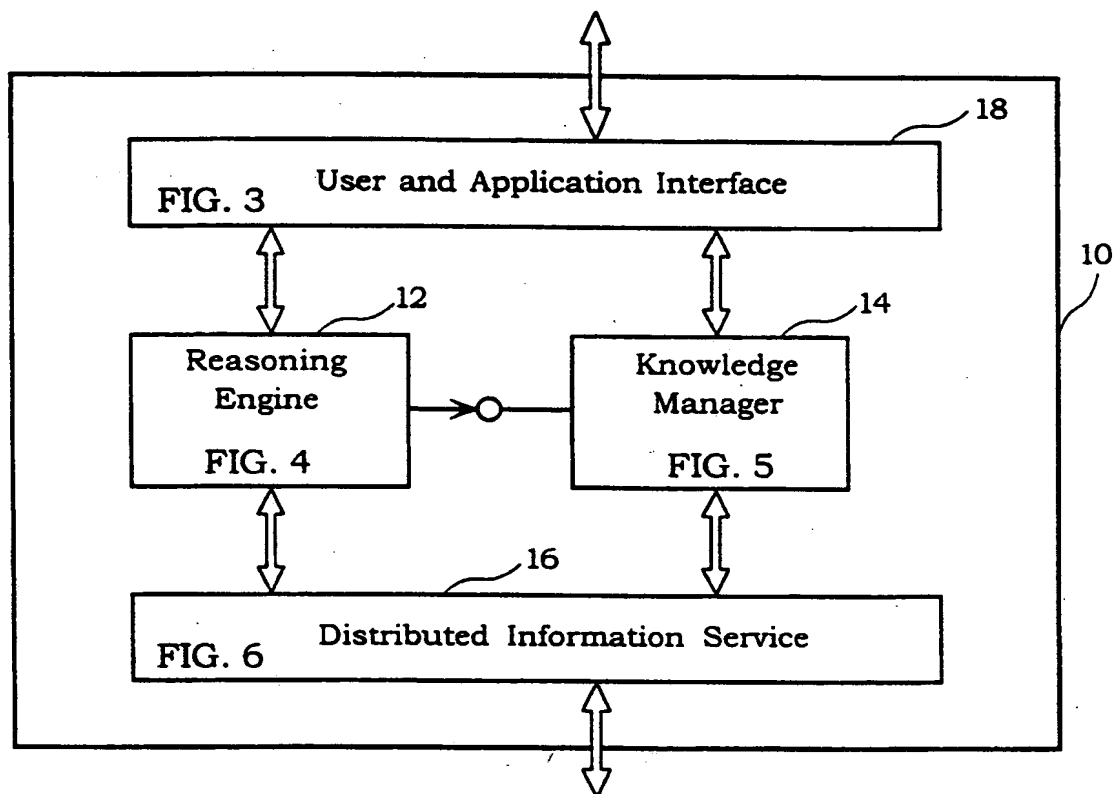 18
User and Application Interface
FIG. 3
10
12
14
Reasoning
Engine
FIG. 4
Knowledge
Manager
FIG. 5
16
Distributed Information Service
FIG. 6